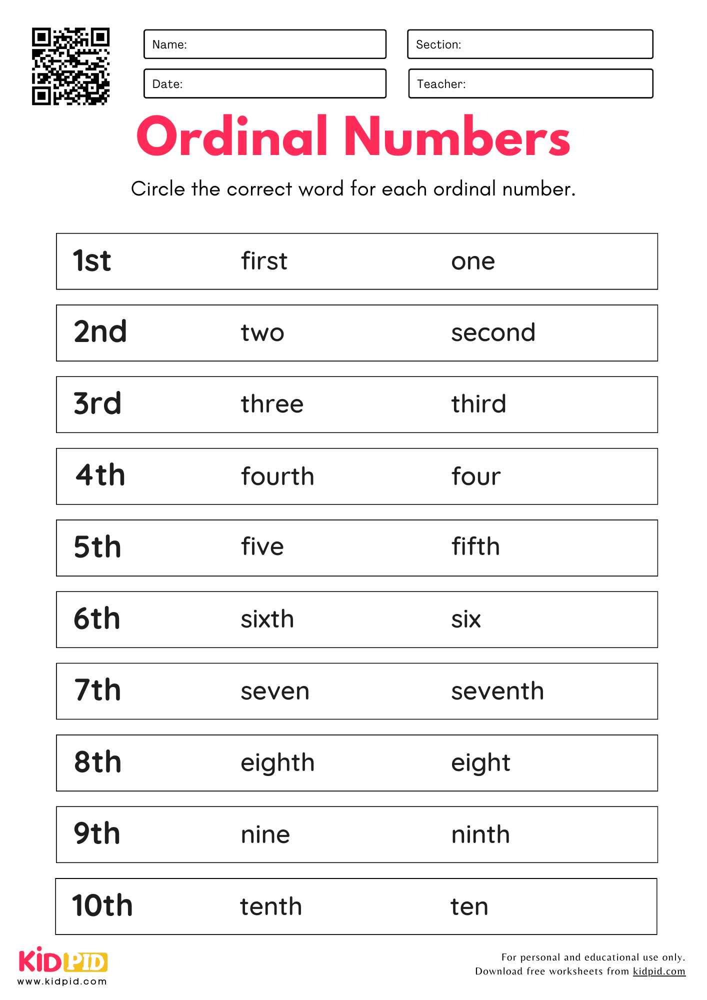 Name:
Section:
Date:
Teacher:
Ordinal Numbers
Circle the correct word for each ordinal number.
1st first one
2nd two second
3rd three third
4th fourth four
5th five fifth
6th sixth six
7th seven seventh
8th eighth eight
9th nine ninth
10th tenth ten
KiDPID
www.kidpid.com
For personal and educational use only.
Download free worksheets from kidpid.com